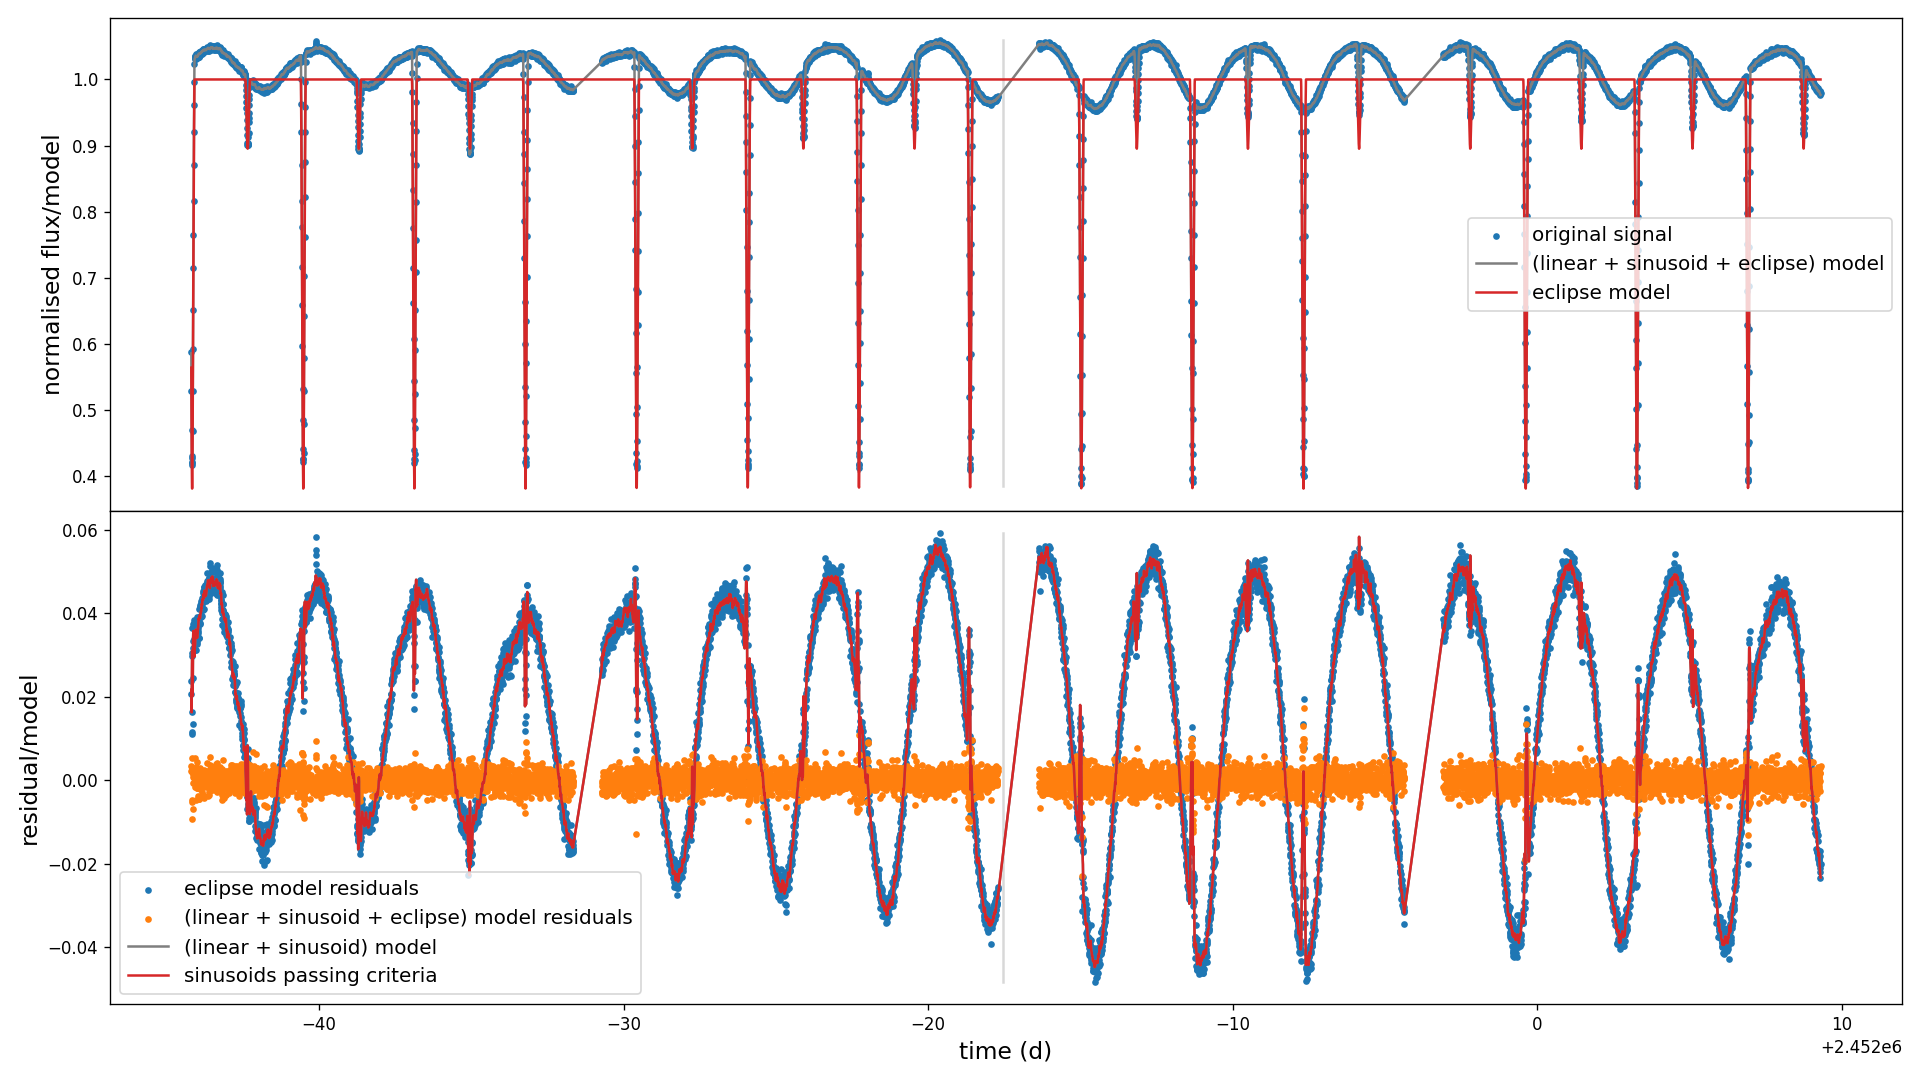 normalised flux/model
1.0
0.9
0.8
0.7
0.6
0.5
0.4
original signal
(linear + sinusoid + eclipse) model
eclipse model
residual/model
0.06
0.04
0.02
0.00
−0.02
−0.04
eclipse model residuals
(linear + sinusoid + eclipse) model residuals
(linear + sinusoid) model
sinusoids passing criteria
−40
−30
−20
−10
0
10
time (d)
+2.452e6